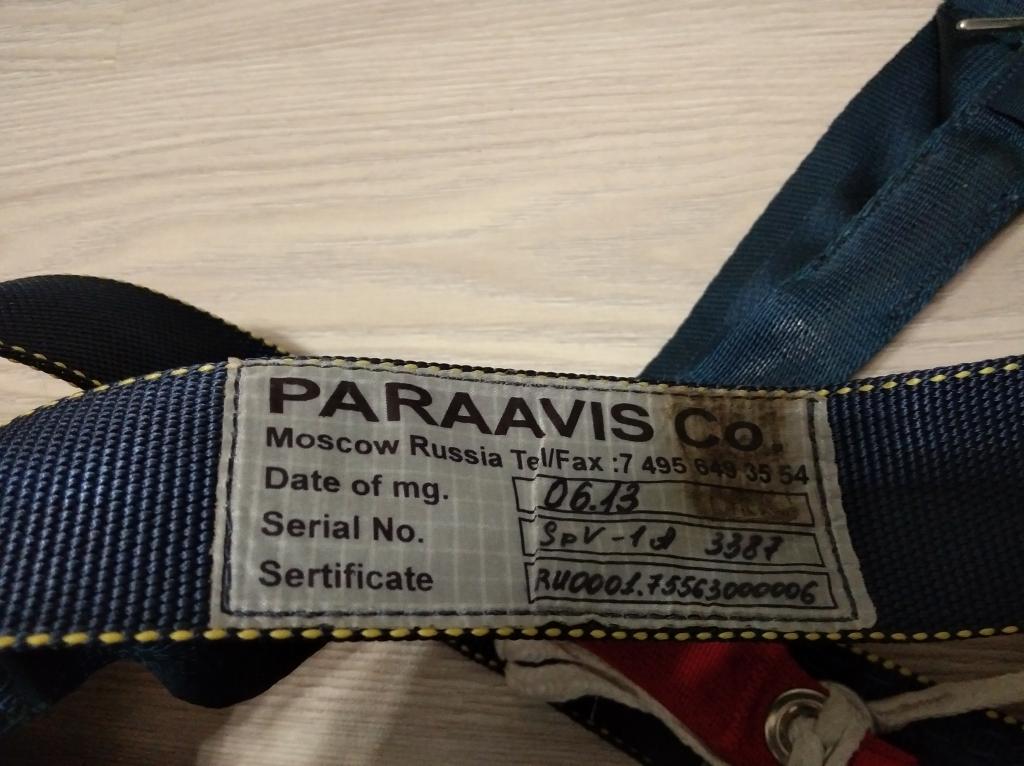 PARAAVIS Co.
Moscow Russia Tel/Fax :7 495 649 35 54
Date of mg. 06.13
Serial No. SpV-1d 3387
Sertificate RU0001.75563000006